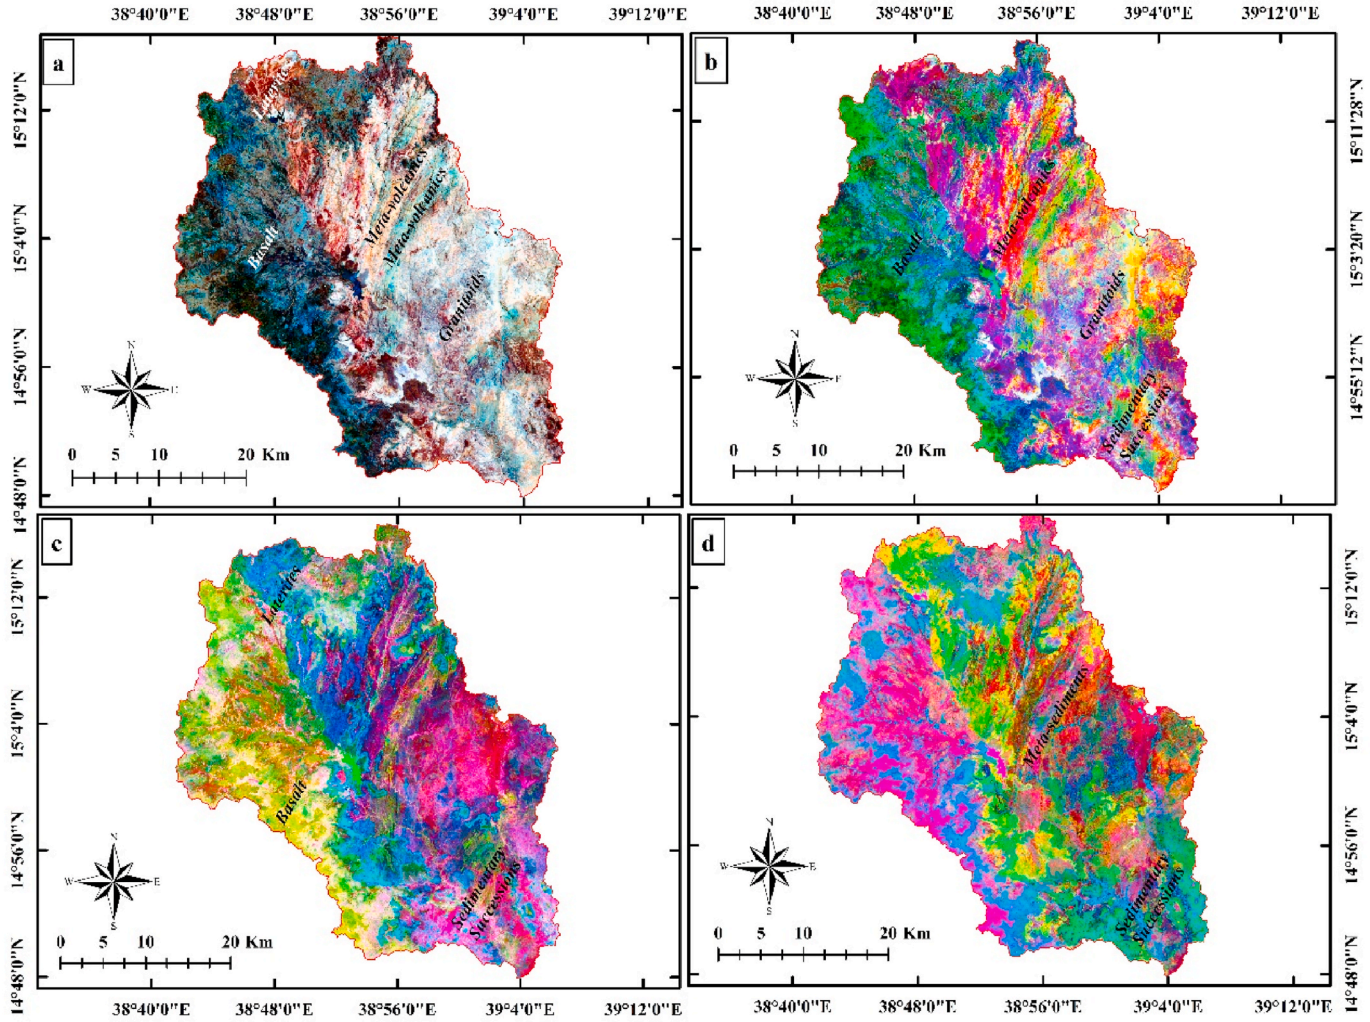 38°40'0"E 38°48'0"E 38°56'0"E 39°4'0"E 39°12'0"E
38°40'0"E 38°48'0"E 38°56'0"E 39°4'0"E 39°12'0"E
a
15°12'0"N
15°4'0"N
14°56'0"N
14°48'0"N
Meta-volcanics
Meta-volcanics
Basalt
Granitoids
N
W
S
0 5 10 20 Km
b
15°11'28"N
15°3'20"N
14°55'12"N
Meta-volcanics
Basalt
Granitoids
Sedimentary
Successions
N
W
S
0 5 10 20 Km
c
15°12'0"N
15°4'0"N
14°56'0"N
14°48'0"N
Laterites
Basalt
Sedimentary
Successions
N
W E
S
0 5 10 20 Km
d
15°12'0"N
15°4'0"N
14°56'0"N
14°48'0"N
Meta-sediments
Sedimentary
Successions
N
W E
S
0 5 10 20 Km
38°40'0"E 38°48'0"E 38°56'0"E 39°4'0"E 39°12'0"E
38°40'0"E 38°48'0"E 38°56'0"E 39°4'0"E 39°12'0"E